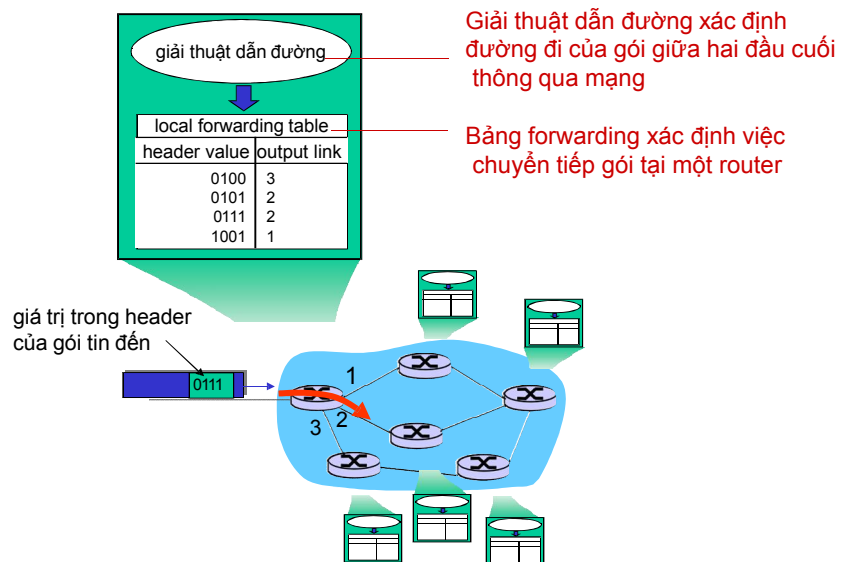 giải thuật dẫn đường
local forwarding table
header value output link
0100 3
0101 2
0111 2
1001 1
Giải thuật dẫn đường xác định
đường đi của gói giữa hai đầu cuối
thông qua mạng
Bảng forwarding xác định việc
chuyển tiếp gói tại một router
giá trị trong header
của gói tin đến
0111
1
2
3